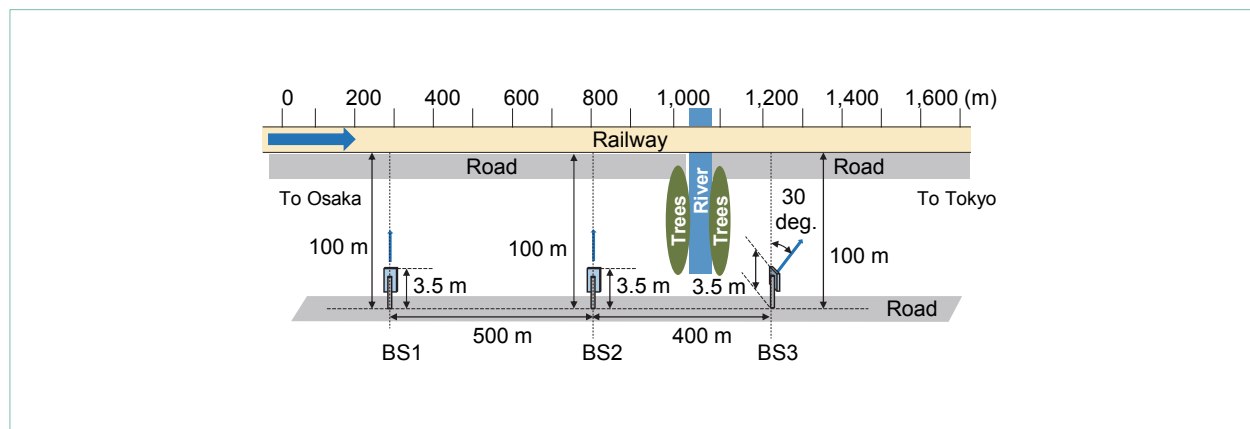 0 200 400 600 800 1,000 1,200 1,400 1,600 (m)
Railway
Road
Road
To Osaka
Trees
River
Trees
30
deg.
To Tokyo
100 m
100 m
100 m
3.5 m
3.5 m
3.5 m
Road
500 m
400 m
BS1
BS2
BS3